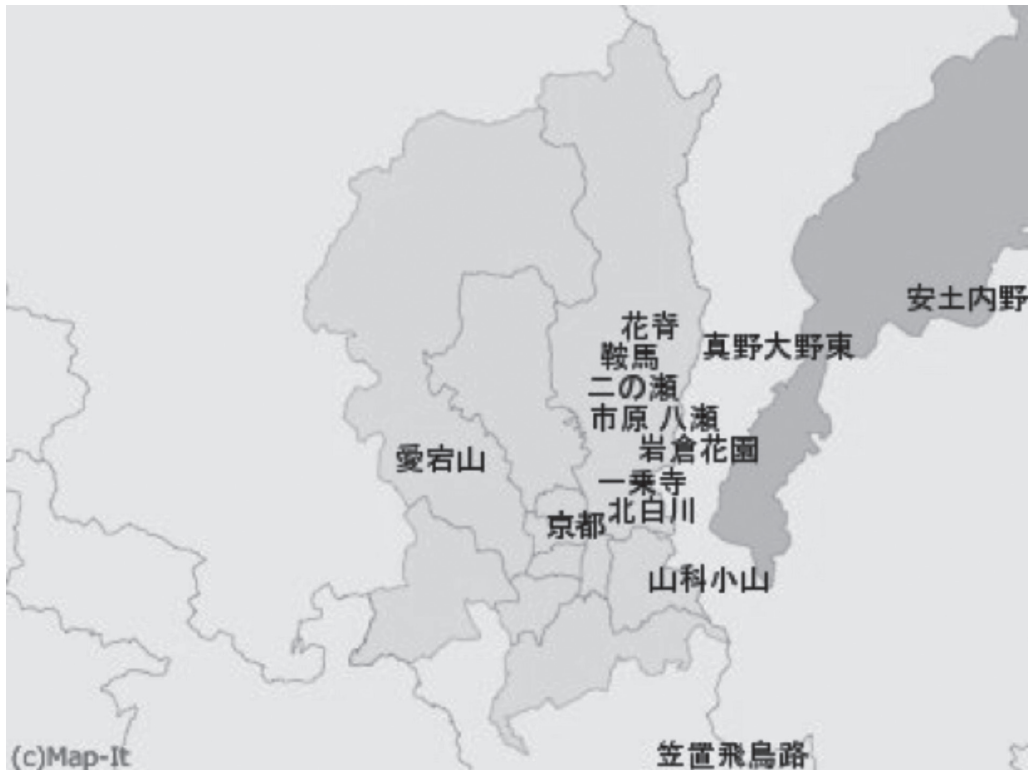 安土内野
花脊
真野大野東
鞍馬
二の瀬
市原 八瀬
岩倉花園
愛宕山
一乗寺
北白川
京都
山科小山
笠置飛鳥路
(c)Map-It